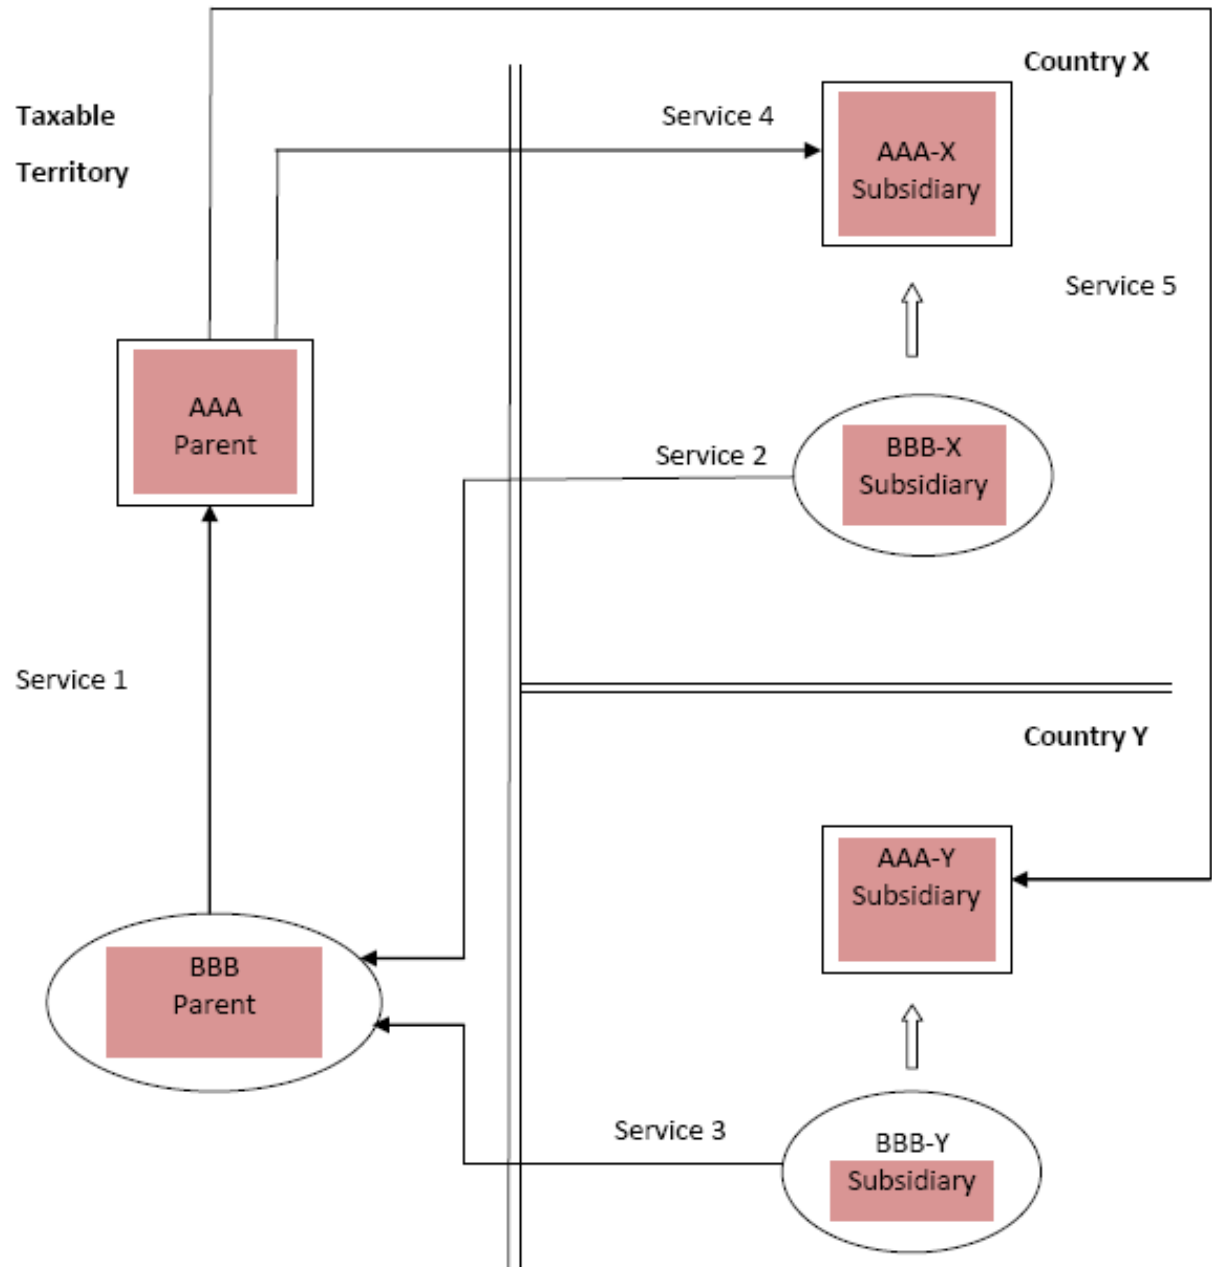 Country X
Taxable
Territory
Service 4
AAA-X
Subsidiary
Service 5
AAA
Parent
Service 2
BBB-X
Subsidiary
Service 1
Country Y
AAA-Y
Subsidiary
BBB
Parent
Service 3
BBB-Y
Subsidiary